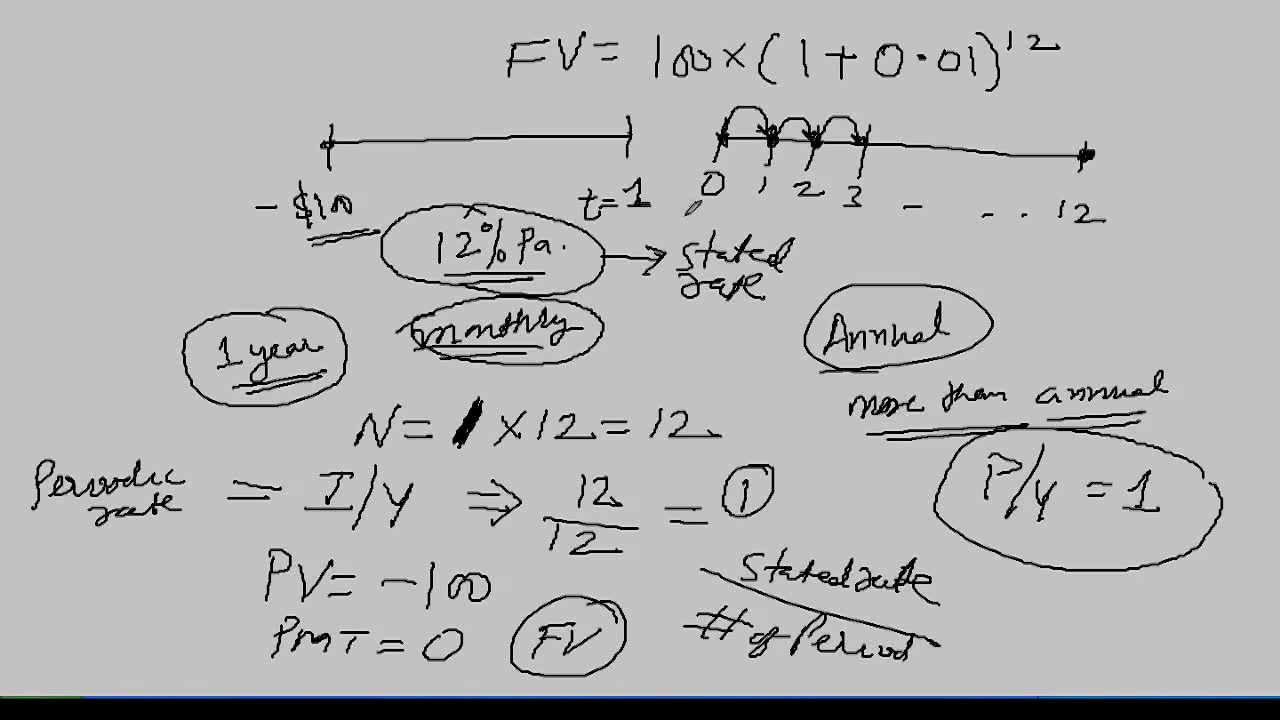 FV = 100 × (1 + 0.01)^12
- $100 t = 1 0 1 2 3 - - . . 12
12% Pa. → Stated rate
1 year monthly Annual
more than annual
N = 1 × 12 = 12
Periodic rate = I/Y ⇒ 12/12 = 1
P/Y = 1
PV = -100
Stated rate / # of Period
PMT = 0 FV